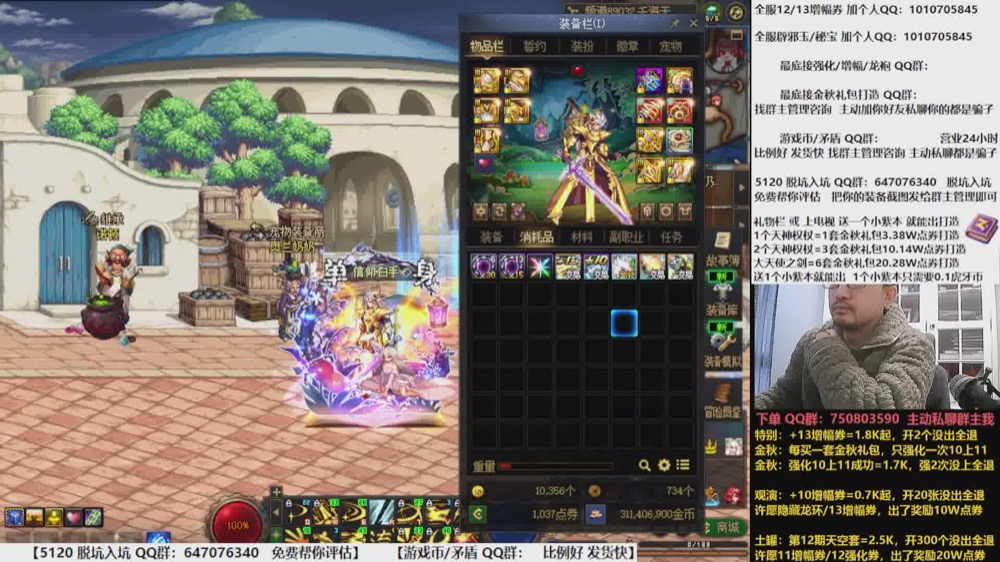 装备栏(I)
物品栏
誓约
装扮
徽章
宠物
装备
消耗品
材料
副职业
任务
重量
10,356个
734个
1,037点券
311,406,900金币
宠物装备商
奥兰奶奶
信仰白手
100%
故事簿
新
装备库
新
装备模拟
冒险图鉴
商城
全服12/13增幅券 加个人QQ：1010705845
全服辟邪玉/秘宝 加个人QQ：1010705845
最底接强化/增幅/龙袍 QQ群：
最底接金秋礼包打造 QQ群：
找群主管理咨询 主动加你好友私聊你的都是骗子
游戏币/矛盾 QQ群：
营业24小时
比例好 发货快 找群主管理咨询 主动私聊都是骗子
5120 脱坑入坑 QQ群：647076340 脱坑入坑
免费帮你评估 把你的装备截图发给群主管理即可
礼物栏 或 上电视 送一个小紫本 就能出打造
1个天神权杖=1套金秋礼包3.38W点券打造
2个天神权杖=3套金秋礼包10.14W点券打造
大天使之剑=6套金秋礼包20.28W点券打造
送1个小紫本就能出 1个小紫本只需要0.1虎牙币
下单 QQ群：750803590 主动私聊群主我
特别：+13增幅券=1.8K起，开2个没出全退
金秋：每买一套金秋礼包，只强化一次10上11
金秋：强化10上11成功=1.7K，强2次没上全退
观演：+10增幅券=0.7K起，开20张没出全退
许愿隐藏龙环/13增幅券，出了奖励10W点券
土罐：第12期天空套=2.5K，开300个没出全退
许愿11增幅券/12强化券，出了奖励20W点券
【5120 脱坑入坑 QQ群：647076340 免费帮你评估】
【游戏币/矛盾 QQ群： 比例好 发货快】